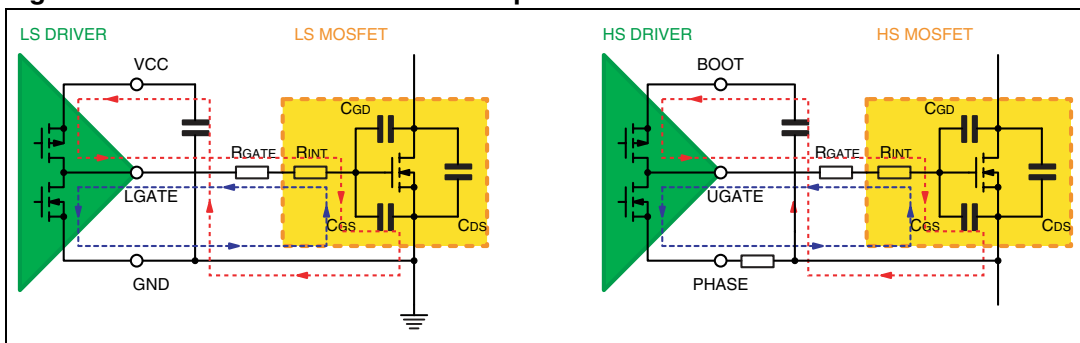 LS DRIVER
LS MOSFET
VCC
CGD
RGATE
RINT
LGATE
CGS
CDS
GND
HS DRIVER
HS MOSFET
BOOT
CGD
RGATE
RINT
UGATE
CGS
CDS
PHASE